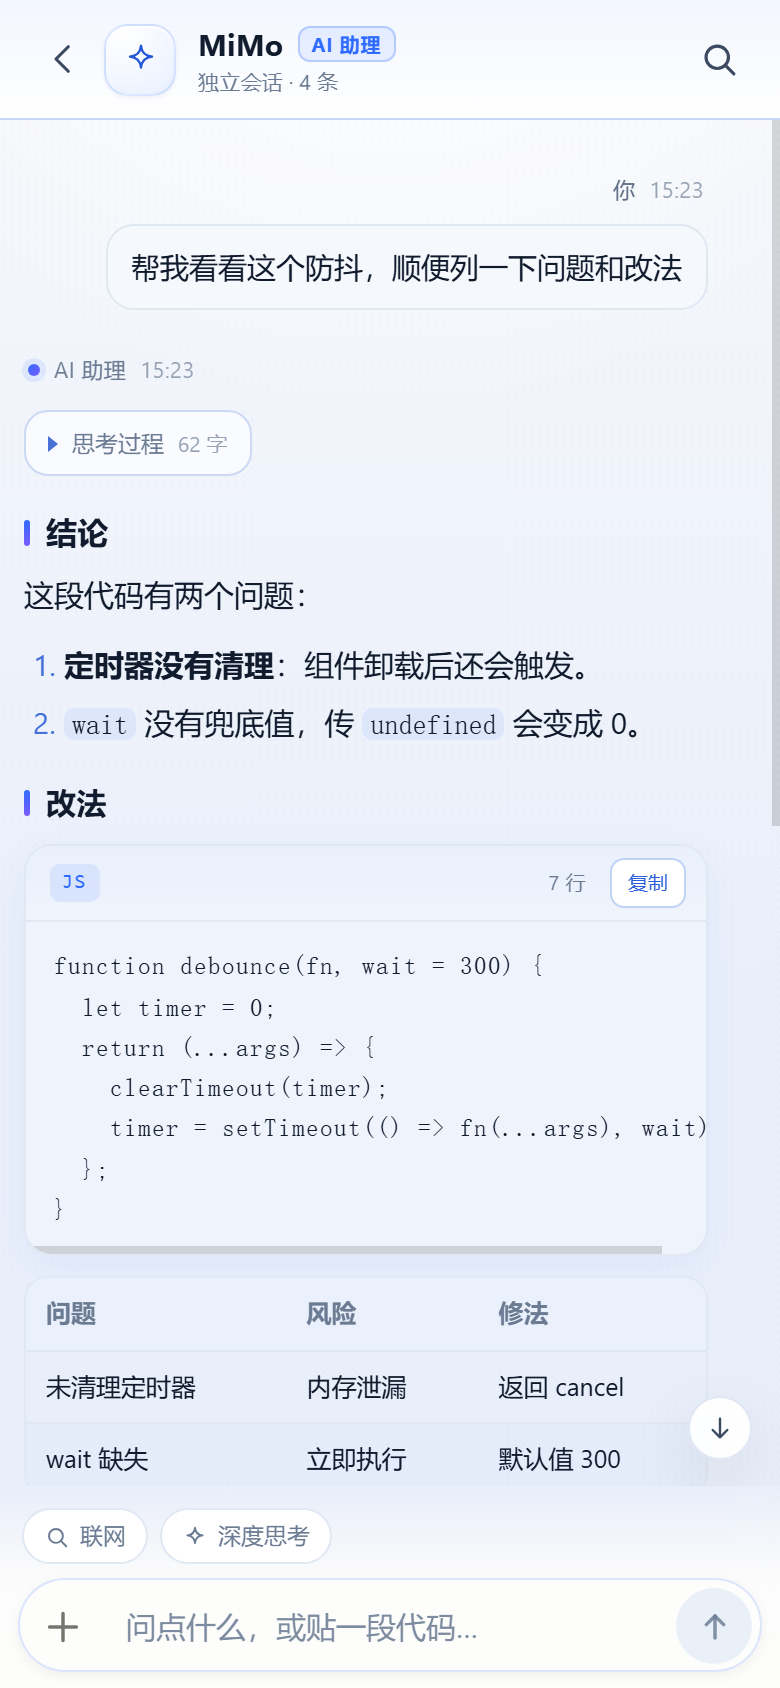 MiMo AI 助理
独立会话 · 4 条
你 15:23
帮我看看这个防抖，顺便列一下问题和改法
AI 助理 15:23
思考过程 62 字
结论
这段代码有两个问题：
1. 定时器没有清理：组件卸载后还会触发。
2. wait 没有兜底值，传 undefined 会变成 0。
改法
JS 7 行 复制
function debounce(fn, wait = 300) {
  let timer = 0;
  return (...args) => {
    clearTimeout(timer);
    timer = setTimeout(() => fn(...args), wait)
  };
}
问题 风险 修法
未清理定时器 内存泄漏 返回 cancel
wait 缺失 立即执行 默认值 300
联网 深度思考
问点什么，或贴一段代码...